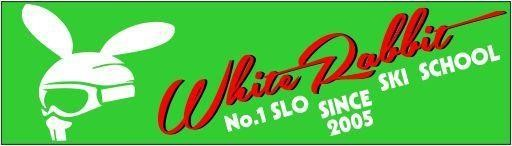 White Rabbit
No.1 SLO SKI SCHOOL
SINCE
2005